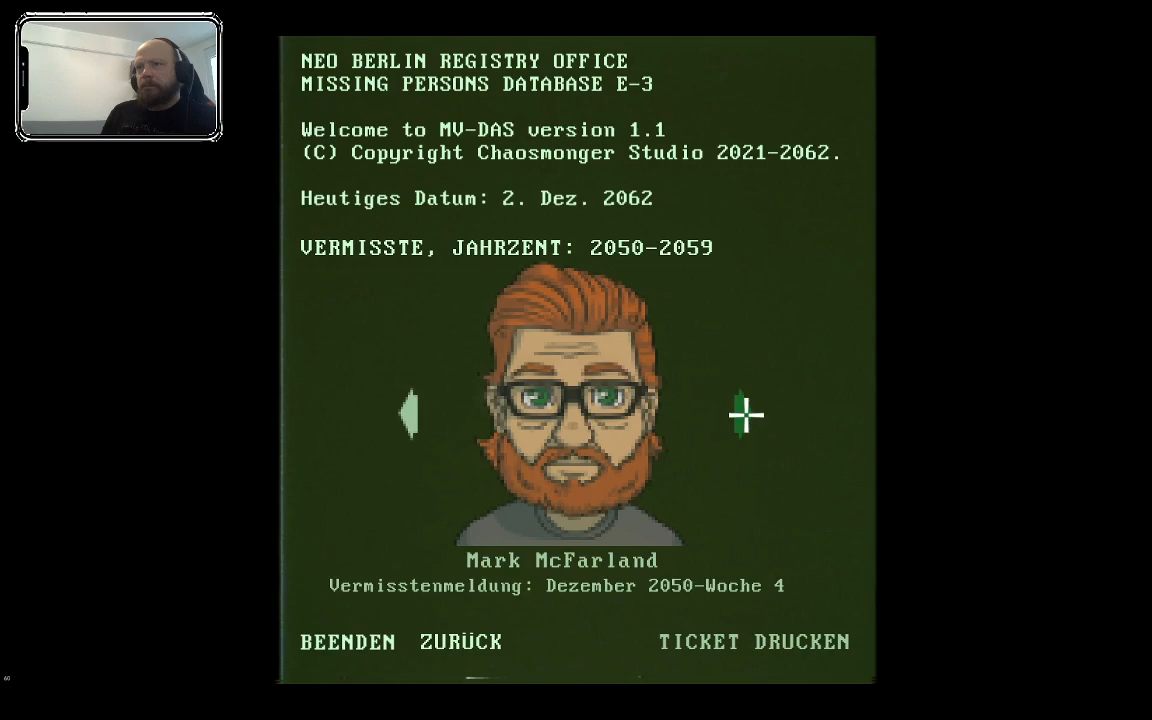 NEO BERLIN REGISTRY OFFICE
MISSING PERSONS DATABASE E-3
Welcome to MV-DAS version 1.1
(C) Copyright Chaosmonger Studio 2021-2062.
Heutiges Datum: 2. Dez. 2062
VERMISSTE, JAHRZENT: 2050-2059
Mark McFarland
Vermisstenmeldung: Dezember 2050-Woche 4
BEENDEN ZURÜCK TICKET DRUCKEN
60